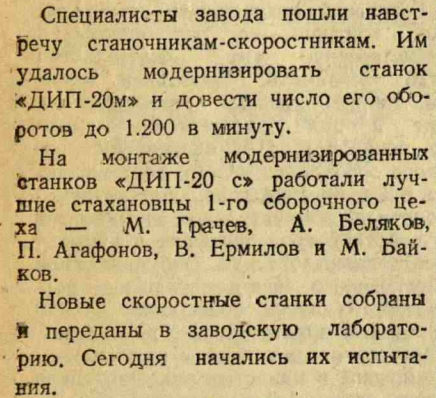 Специалисты завода пошли навст-
речу станочникам-скоростникам. Им
удалось модернизировать станок
«ДИП-20м» и довести число его обо-
ротов до 1.200 в минуту.
На монтаже модернизированных
станков «ДИП-20 с» работали луч-
шие стахановцы 1-го сборочного це-
ха — М. Грачев, А. Беляков,
П. Агафонов, В. Ермилов и М. Бай-
ков.
Новые скоростные станки собраны
и переданы в заводскую лаборато-
рию. Сегодня начались их испыта-
ния.